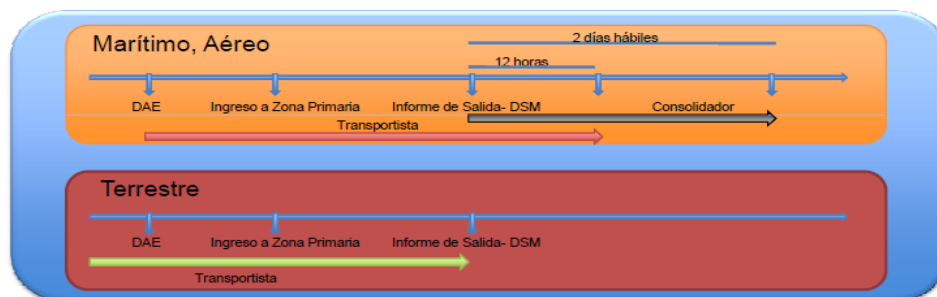 Marítimo, Aéreo
2 días hábiles
12 horas
DAE Ingreso a Zona Primaria Informe de Salida- DSM Consolidador
Transportista
Terrestre
DAE Ingreso a Zona Primaria Informe de Salida- DSM
Transportista